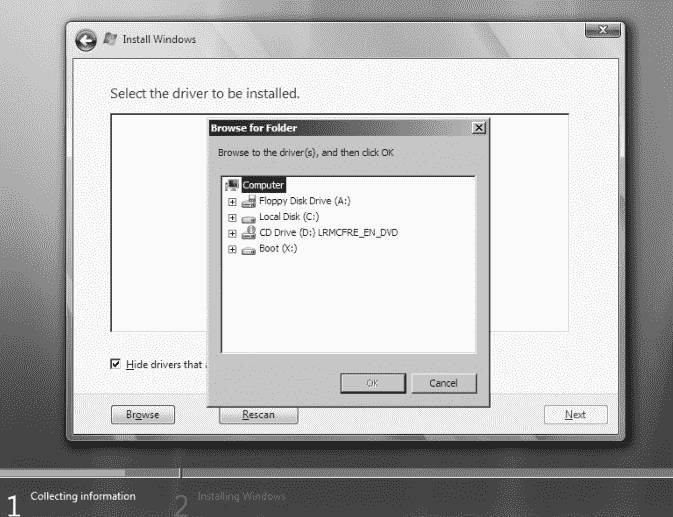 Install Windows
Select the driver to be installed.
Browse for Folder
Browse to the driver(s), and then click OK
Computer
Floppy Disk Drive (A:)
Local Disk (C:)
CD Drive (D:) LRMCFRE_EN_DVD
Boot (X:)
Hide drivers that
OK
Cancel
Browse
Rescan
Next
1 Collecting information
2 Installing Windows